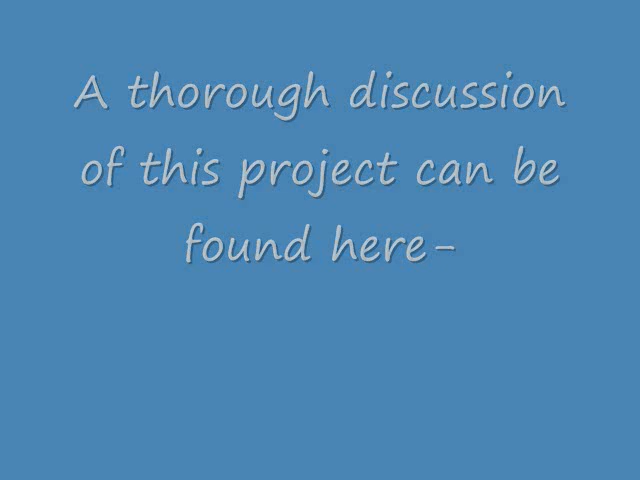 A thorough discussion
of this project can be
found here-